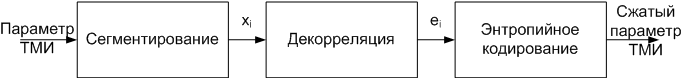 Параметр
ТМИ
Сегментирование
xi
Декорреляция
ei
Энтропийное
кодирование
Сжатый
параметр
ТМИ